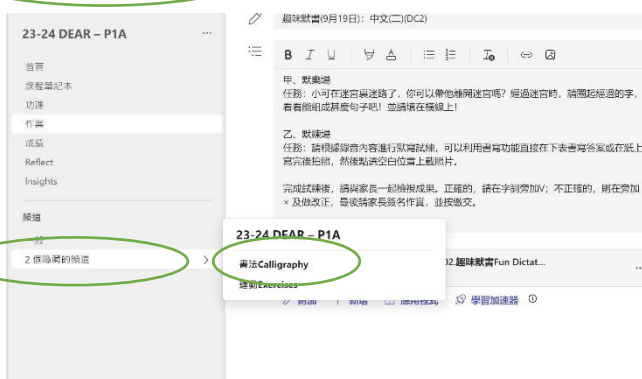 23-24 DEAR – P1A
...
首頁
課程筆記本
功課
作業
成績
Reflect
Insights
頻道
2 個隱藏的頻道
趣味默書(9月19日): 中文(二)(DC2)
B I U A
甲、默樂場
任務: 小可在迷宮裏迷路了,你可以帶他離開迷宮嗎? 經過迷宮時, 請圈起經過的字,
看看能組成甚麼句子吧! 並請填在橫線上!
乙、默練場
任務: 請根據錄音內容進行默寫試練, 可以利用書寫功能直接在下表書寫答案或在紙上
寫完後拍照, 然後點選空白位置上載照片。
完成試練後, 請與家長一起檢視成果。正確的, 請在字詞旁加V; 不正確的, 則在旁加
× 及做改正, 最後請家長簽名作實, 並按繳交。
23-24 DEAR – P1A
書法Calligraphy
運動Exercises
02.趣味默書Fun Dictat...
附加 新增 應用程式 學習加速器